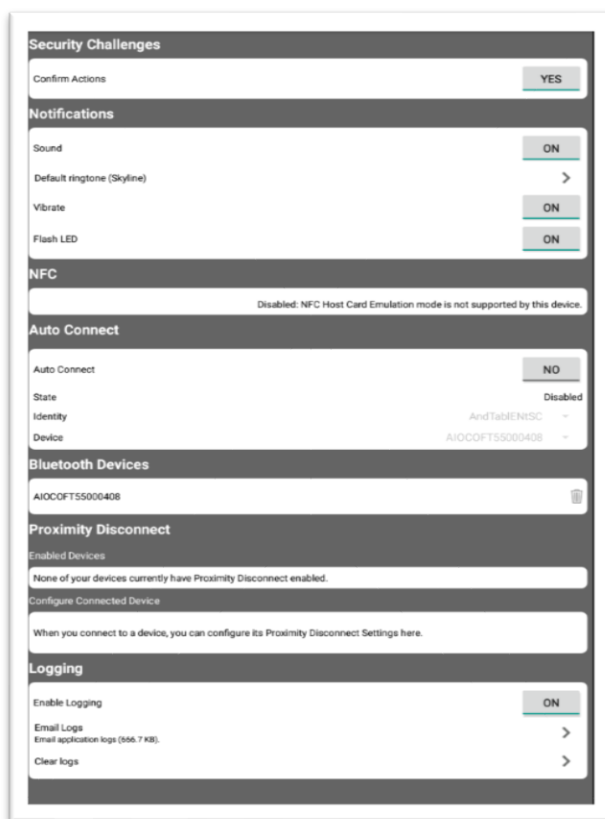 Security Challenges
Confirm Actions YES
Notifications
Sound ON
Default ringtone (Skyline)
Vibrate ON
Flash LED ON
NFC
Disabled: NFC Host Card Emulation mode is not supported by this device.
Auto Connect
Auto Connect NO
State Disabled
Identity AndTablENtSC
Device AIOCOFT55000408
Bluetooth Devices
AIOCOFT55000408
Proximity Disconnect
Enabled Devices
None of your devices currently have Proximity Disconnect enabled.
Configure Connected Device
When you connect to a device, you can configure its Proximity Disconnect Settings here.
Logging
Enable Logging ON
Email Logs
Email application logs (666.7 KB).
Clear logs